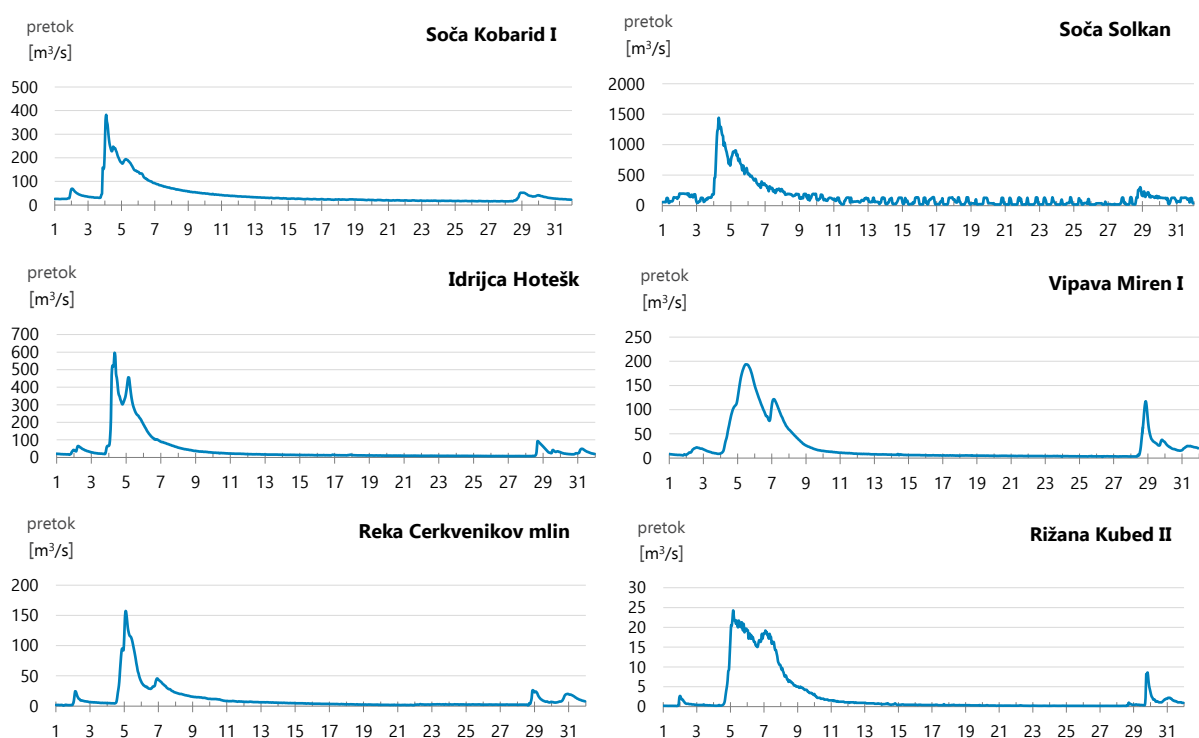 pretok
[m³/s]
Soča Kobarid I
500
400
300
200
100
0
1 3 5 7 9 11 13 15 17 19 21 23 25 27 29 31
pretok
[m³/s]
Soča Solkan
2000
1500
1000
500
0
1 3 5 7 9 11 13 15 17 19 21 23 25 27 29 31
pretok
[m³/s]
Idrijca Hotešk
700
600
500
400
300
200
100
0
1 3 5 7 9 11 13 15 17 19 21 23 25 27 29 31
pretok
[m³/s]
Vipava Miren I
250
200
150
100
50
0
1 3 5 7 9 11 13 15 17 19 21 23 25 27 29 31
pretok
[m³/s]
Reka Cerkvenikov mlin
200
150
100
50
0
1 3 5 7 9 11 13 15 17 19 21 23 25 27 29 31
pretok
[m³/s]
Rižana Kubed II
30
25
20
15
10
5
0
1 3 5 7 9 11 13 15 17 19 21 23 25 27 29 31